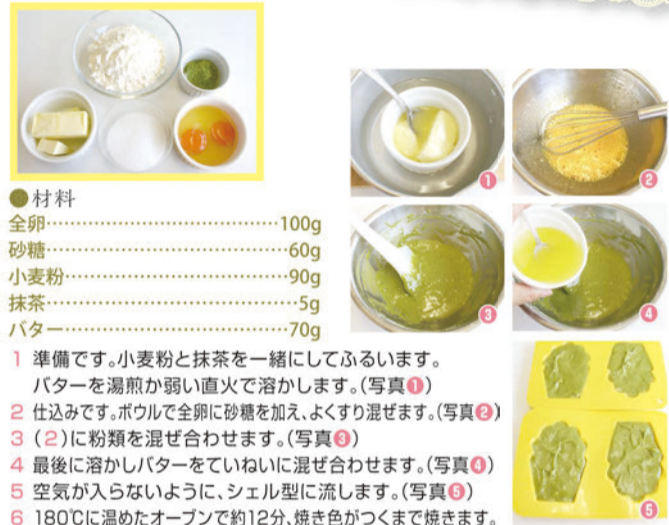 ●材料
全卵…………………………………100g
砂糖…………………………………60g
小麦粉………………………………90g
抹茶…………………………………5g
バター………………………………70g
1
2
3
4
5
1 準備です。小麦粉と抹茶を一緒にしてふるいます。
バターを湯煎か弱い直火で溶かします。(写真❶)
2 仕込みです。ボウルで全卵に砂糖を加え、よくすり混ぜます。(写真❷)
3 (2)に粉類を混ぜ合わせます。(写真❸)
4 最後に溶かしバターをていねいに混ぜ合わせます。(写真❹)
5 空気が入らないように、シェル型に流します。(写真❺)
6 180℃に温めたオーブンで約12分、焼き色がつくまで焼きます。